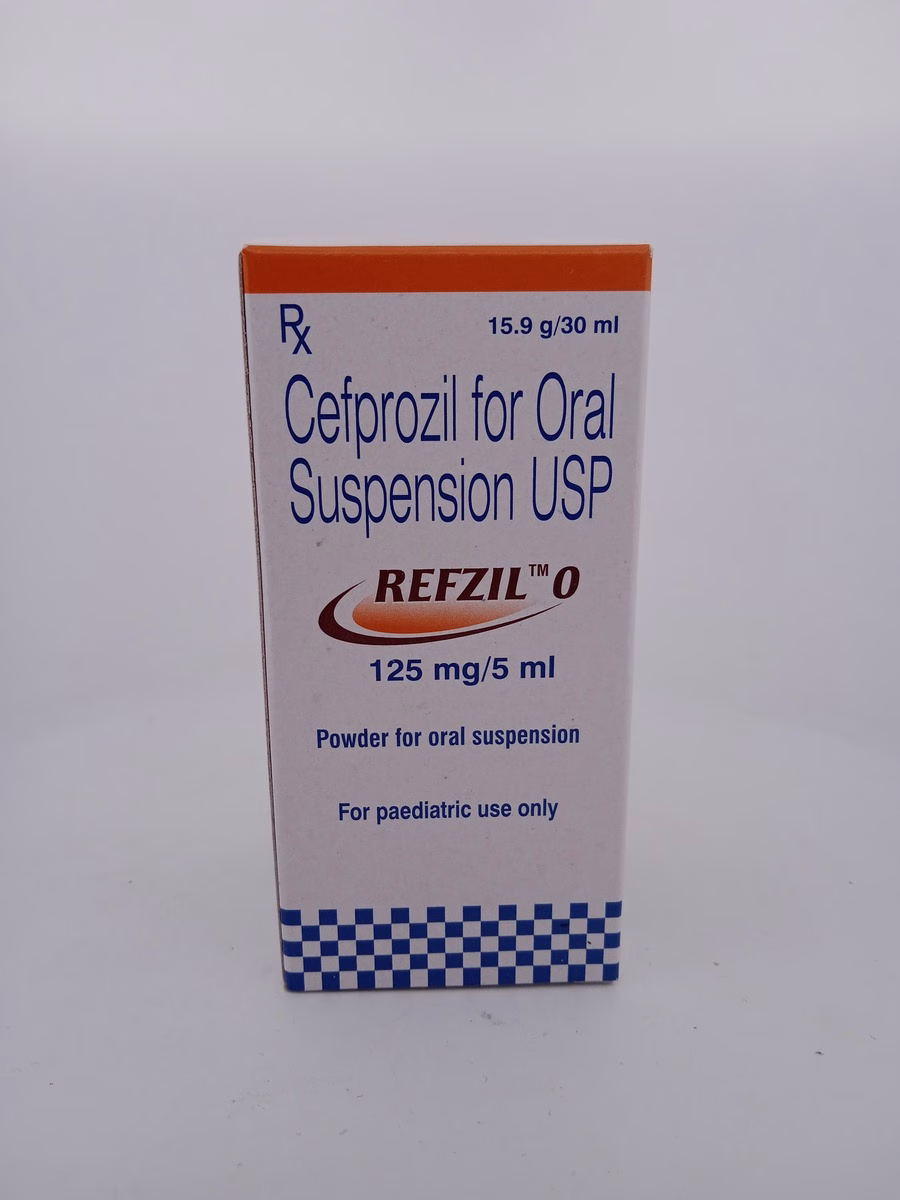 Rx
15.9 g/30 ml
Cefprozil for Oral
Suspension USP
REFZIL™ O
125 mg/5 ml
Powder for oral suspension
For paediatric use only